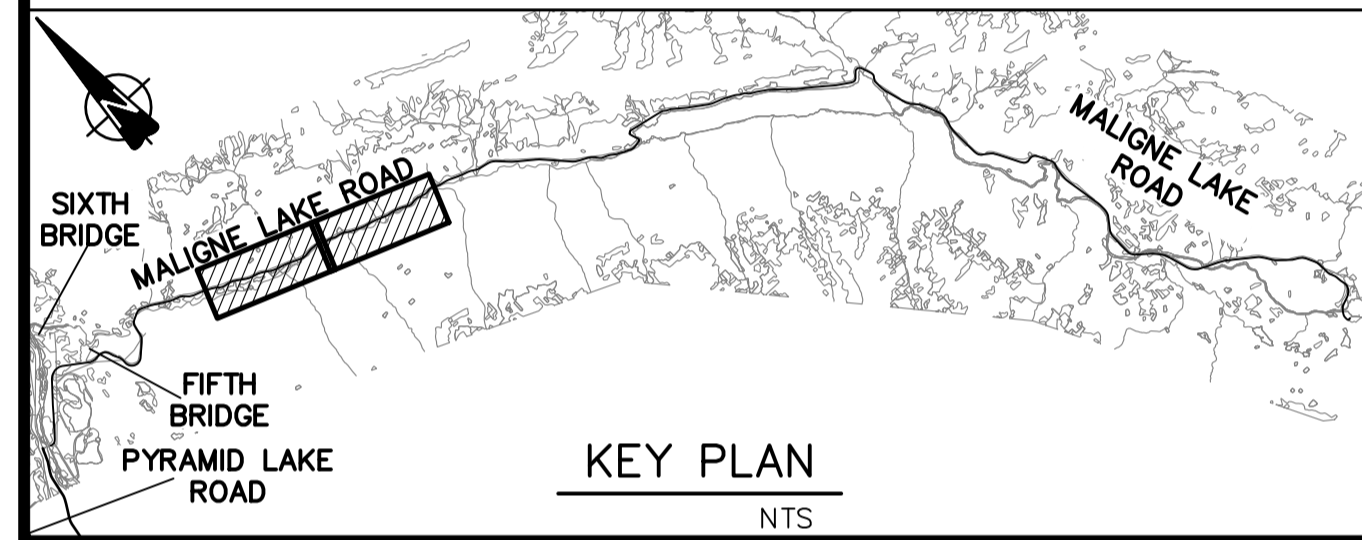 SIXTH
BRIDGE
MALIGNE LAKE ROAD
MALIGNE LAKE
ROAD
FIFTH
BRIDGE
PYRAMID LAKE
ROAD
KEY PLAN
NTS